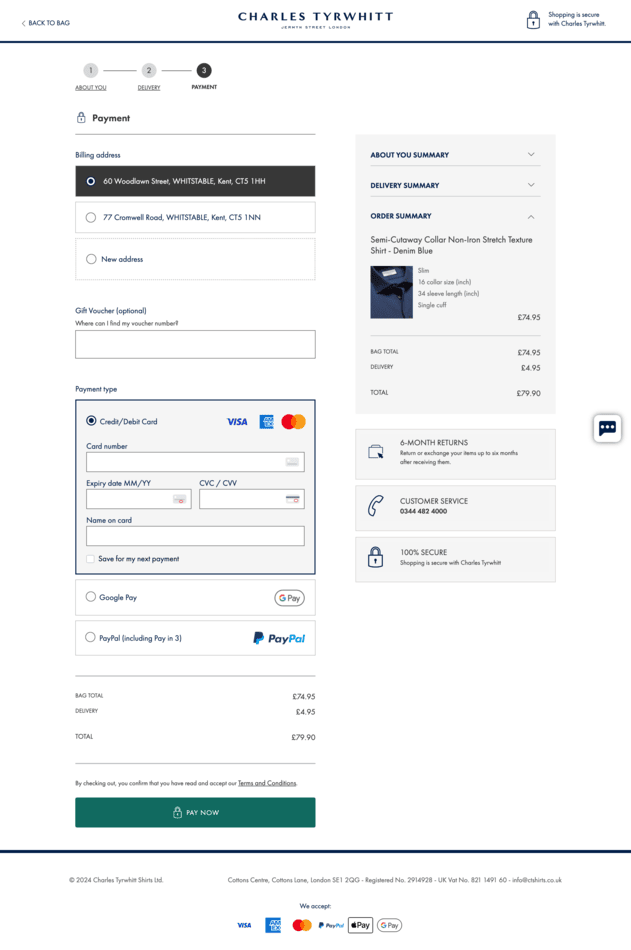 BACK TO BAG
CHARLES TYRWHITT
JERMYN STREET LONDON
Shopping is secure
with Charles Tyrwhitt.
1
2
3
ABOUT YOU
DELIVERY
PAYMENT
Payment
Billing address
60 Woodlawn Street, WHITSTABLE, Kent, CT5 1HH
77 Cromwell Road, WHITSTABLE, Kent, CT5 1NN
New address
Gift Voucher (optional)
Where can I find my voucher number?
Payment type
Credit/Debit Card
VISA
AM
EX
Card number
Expiry date MM/YY
CVC / CVV
Name on card
Save for my next payment
Google Pay
G Pay
PayPal (including Pay in 3)
PayPal
BAG TOTAL
£74.95
DELIVERY
£4.95
TOTAL
£79.90
By checking out, you confirm that you have read and accept our Terms and Conditions.
PAY NOW
ABOUT YOU SUMMARY
DELIVERY SUMMARY
ORDER SUMMARY
Semi-Cutaway Collar Non-Iron Stretch Texture
Shirt - Denim Blue
Slim
16 collar size (inch)
34 sleeve length (inch)
Single cuff
£74.95
BAG TOTAL
£74.95
DELIVERY
£4.95
TOTAL
£79.90
6-MONTH RETURNS
Return or exchange your items up to six months
after receiving them.
CUSTOMER SERVICE
0344 482 4000
100% SECURE
Shopping is secure with Charles Tyrwhitt
© 2024 Charles Tyrwhitt Shirts Ltd.
Cottons Centre, Cottons Lane, London SE1 2QG - Registered No. 2914928 - UK Vat No. 821 1491 60 - info@ctshirts.co.uk
We accept:
VISA
AM
EX
PayPal
Pay
G Pay